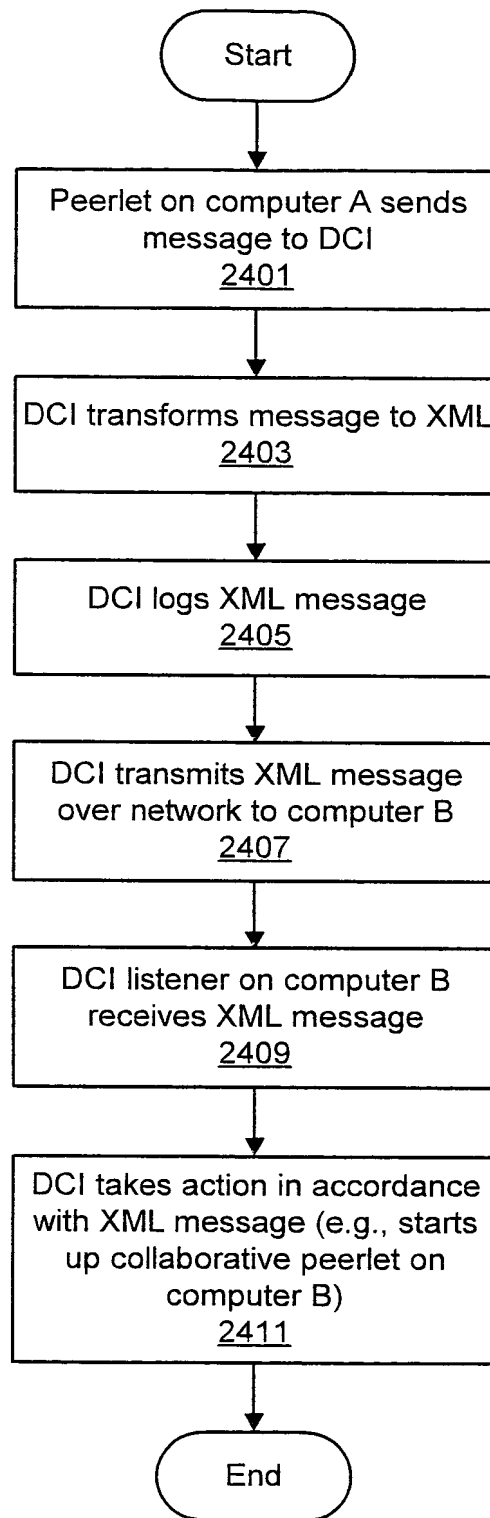 Start
Peerlet on computer A sends
message to DCI
2401
DCI transforms message to XML
2403
DCI logs XML message
2405
DCI transmits XML message
over network to computer B
2407
DCI listener on computer B
receives XML message
2409
DCI takes action in accordance
with XML message (e.g., starts
up collaborative peerlet on
computer B)
2411
End